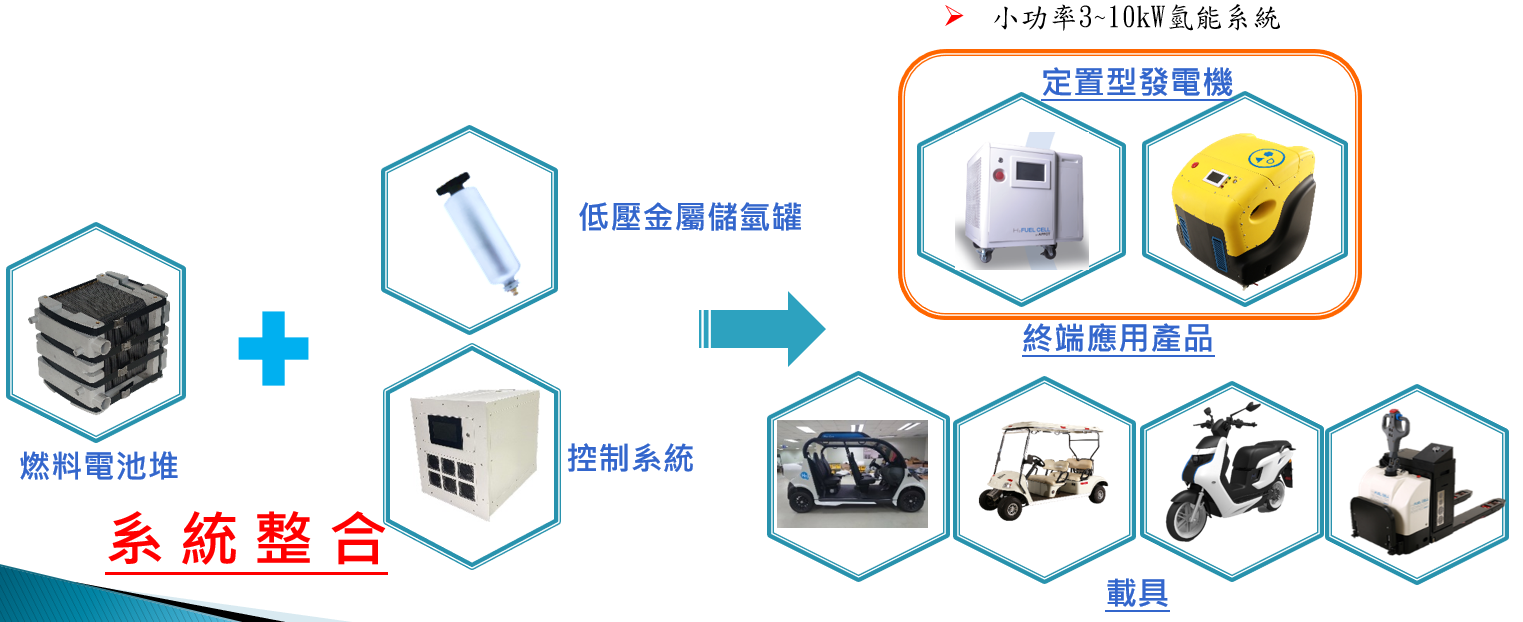 小功率3~10kW氫能系統
定置型發電機
FUEL CELL
低壓金屬儲氫罐
終端應用產品
燃料電池堆
控制系統
系統整合
載具